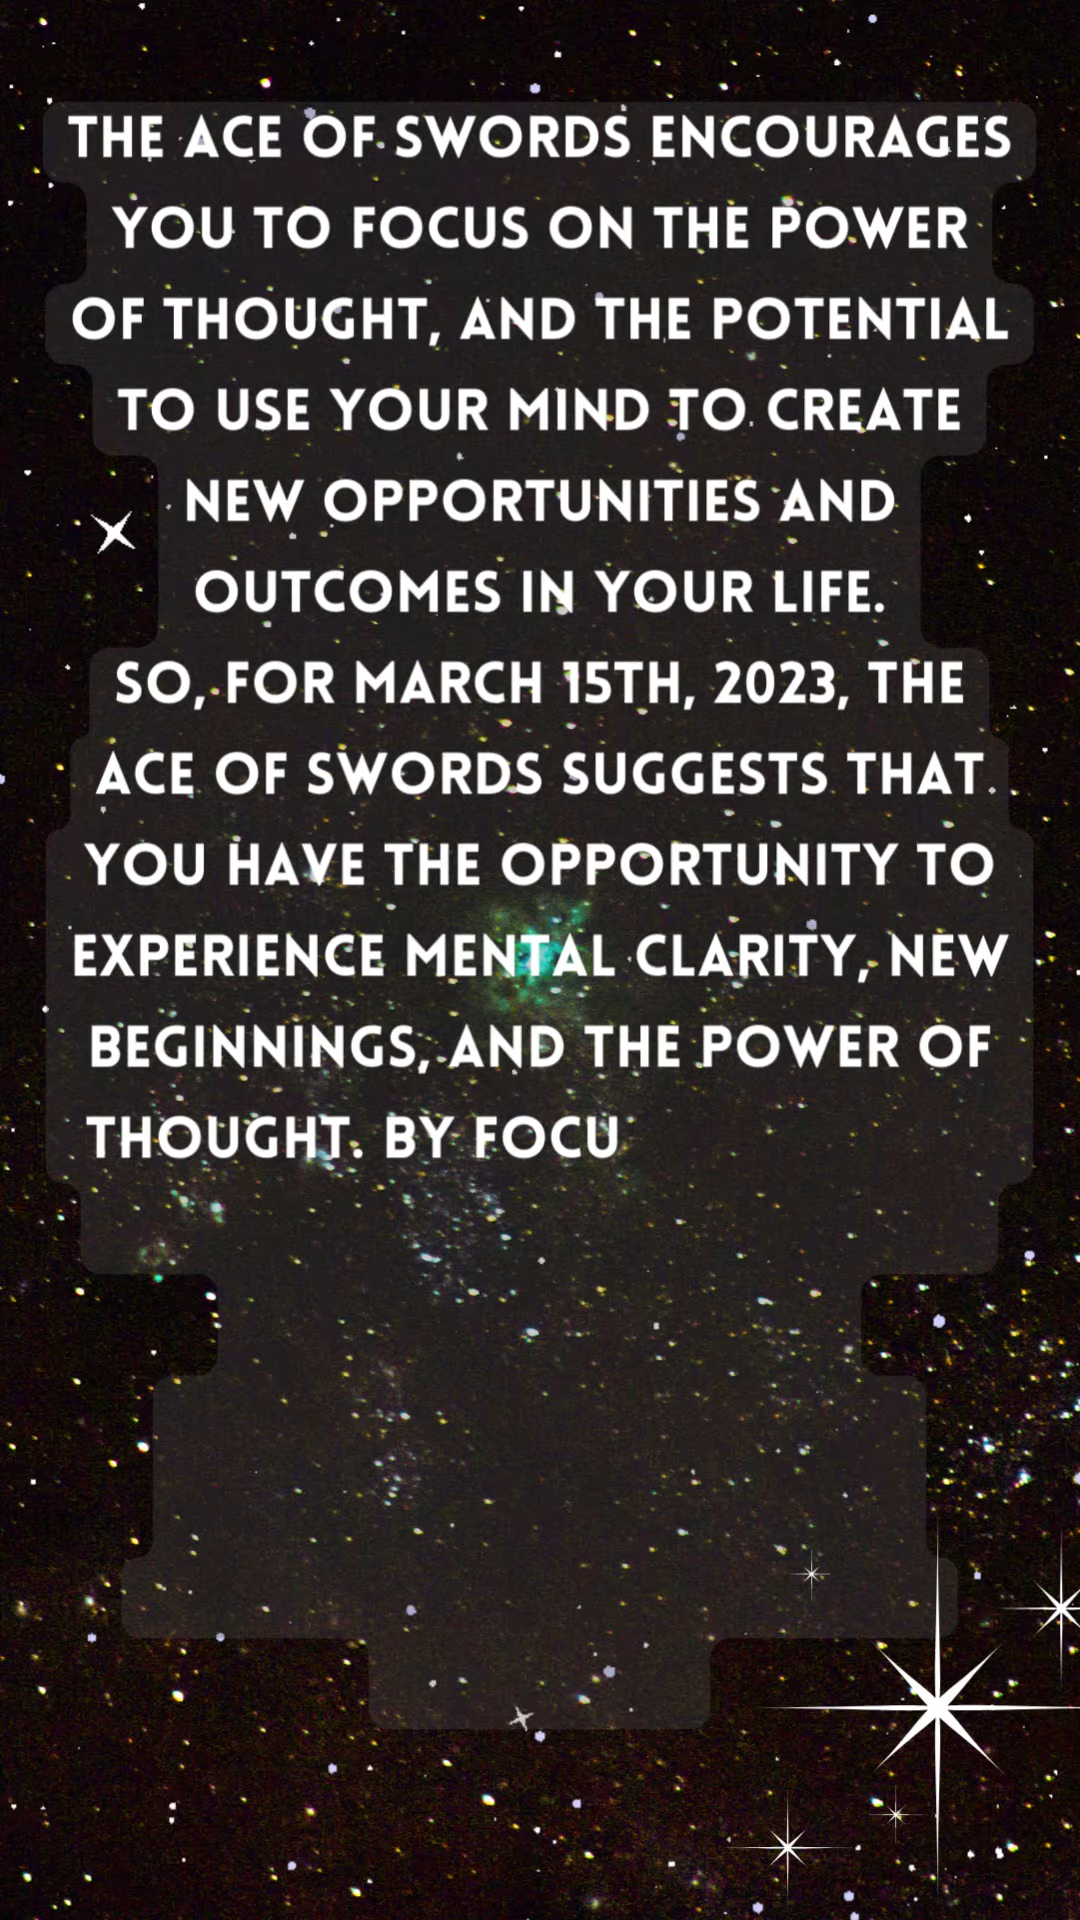 THE ACE OF SWORDS ENCOURAGES
YOU TO FOCUS ON THE POWER
OF THOUGHT, AND THE POTENTIAL
TO USE YOUR MIND TO CREATE
NEW OPPORTUNITIES AND
OUTCOMES IN YOUR LIFE.
SO, FOR MARCH 15TH, 2023, THE
ACE OF SWORDS SUGGESTS THAT
YOU HAVE THE OPPORTUNITY TO
EXPERIENCE MENTAL CLARITY, NEW
BEGINNINGS, AND THE POWER OF
THOUGHT. BY FOCU